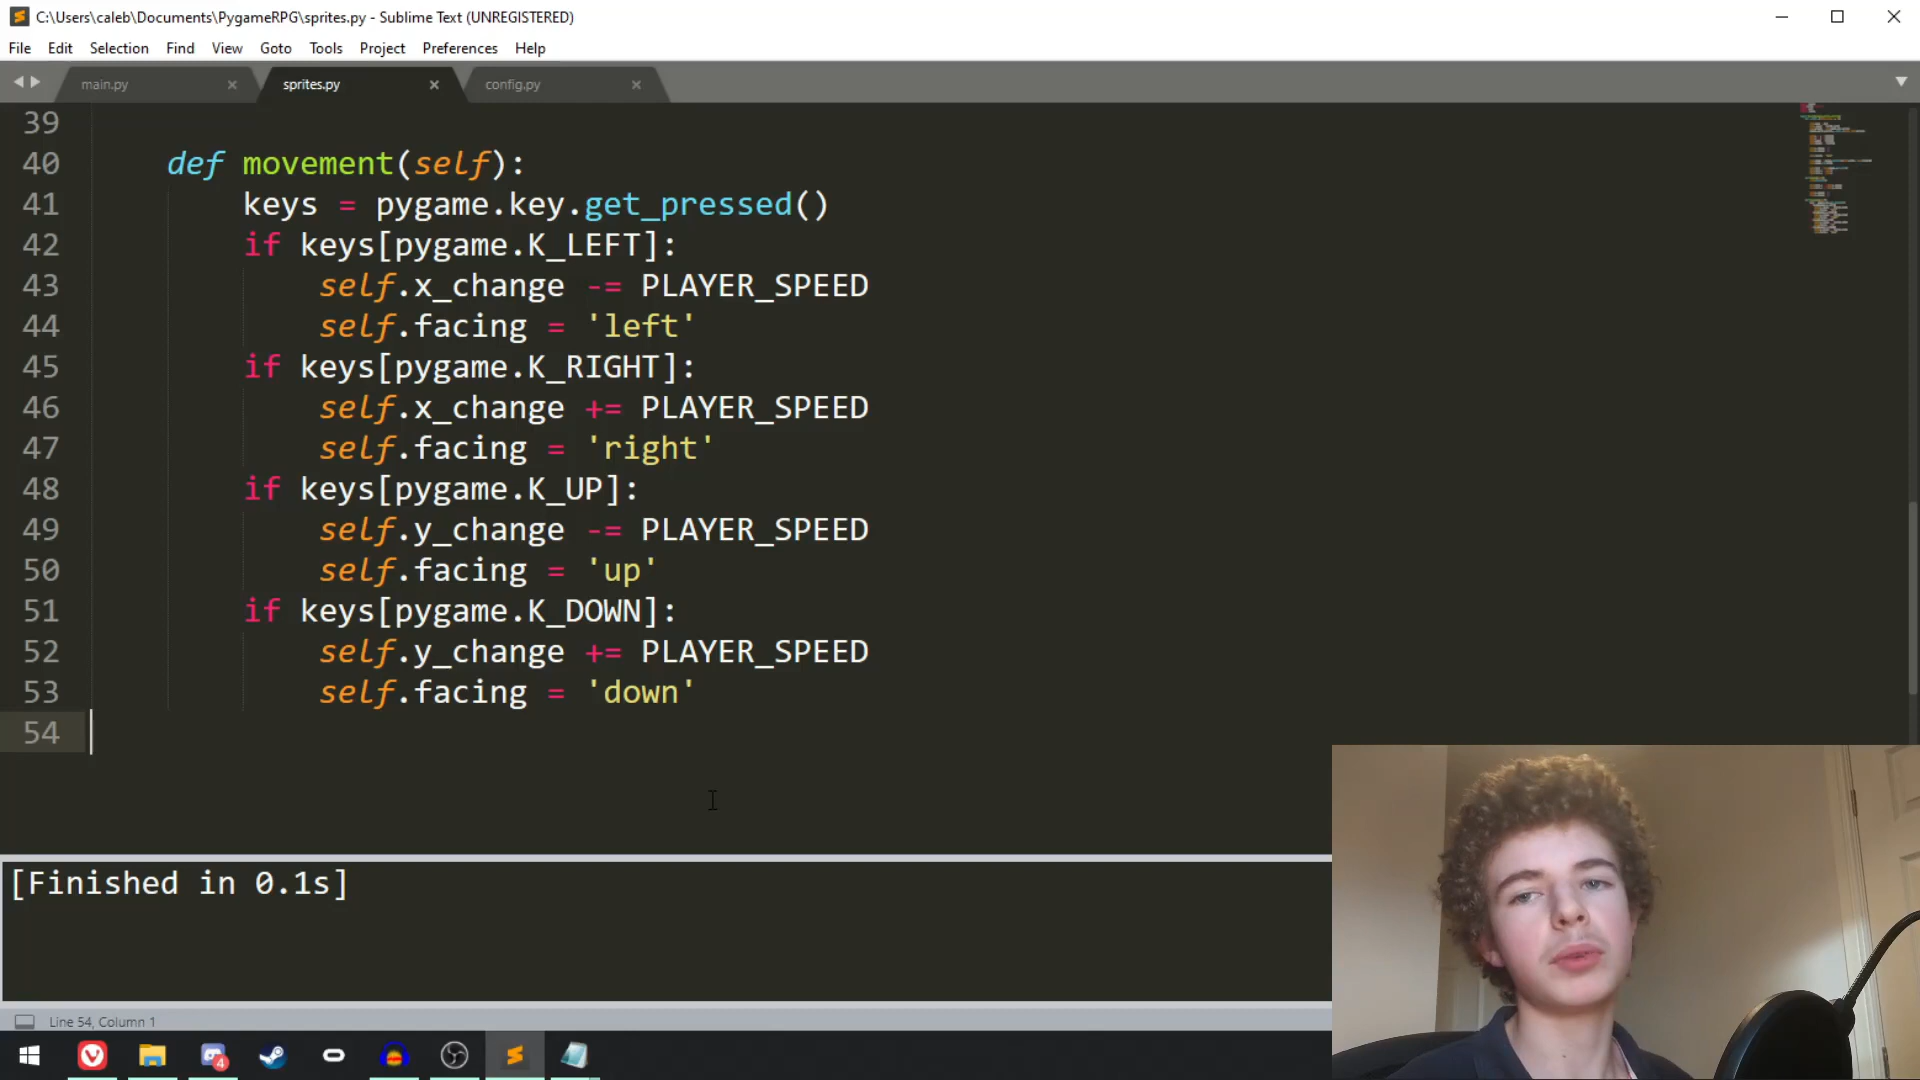 C:\Users\caleb\Documents\PygameRPG\sprites.py - Sublime Text (UNREGISTERED)
File Edit Selection Find View Goto Tools Project Preferences Help
main.py sprites.py config.py
39
40 def movement(self):
41 keys = pygame.key.get_pressed()
42 if keys[pygame.K_LEFT]:
43 self.x_change -= PLAYER_SPEED
44 self.facing = 'left'
45 if keys[pygame.K_RIGHT]:
46 self.x_change += PLAYER_SPEED
47 self.facing = 'right'
48 if keys[pygame.K_UP]:
49 self.y_change -= PLAYER_SPEED
50 self.facing = 'up'
51 if keys[pygame.K_DOWN]:
52 self.y_change += PLAYER_SPEED
53 self.facing = 'down'
54
[Finished in 0.1s]
Line 54, Column 1
4